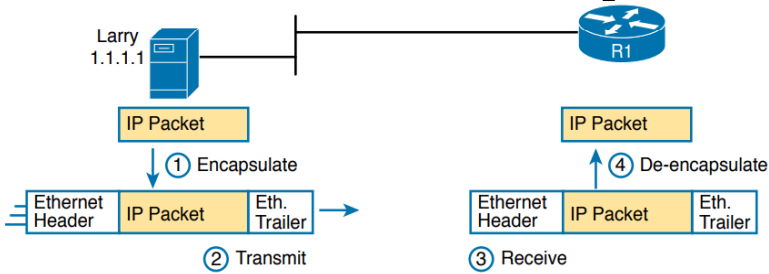 Larry
1.1.1.1
R1
IP Packet
IP Packet
1 Encapsulate
4 De-encapsulate
Ethernet
Header
IP Packet
Eth.
Trailer
Ethernet
Header
IP Packet
Eth.
Trailer
2 Transmit
3 Receive